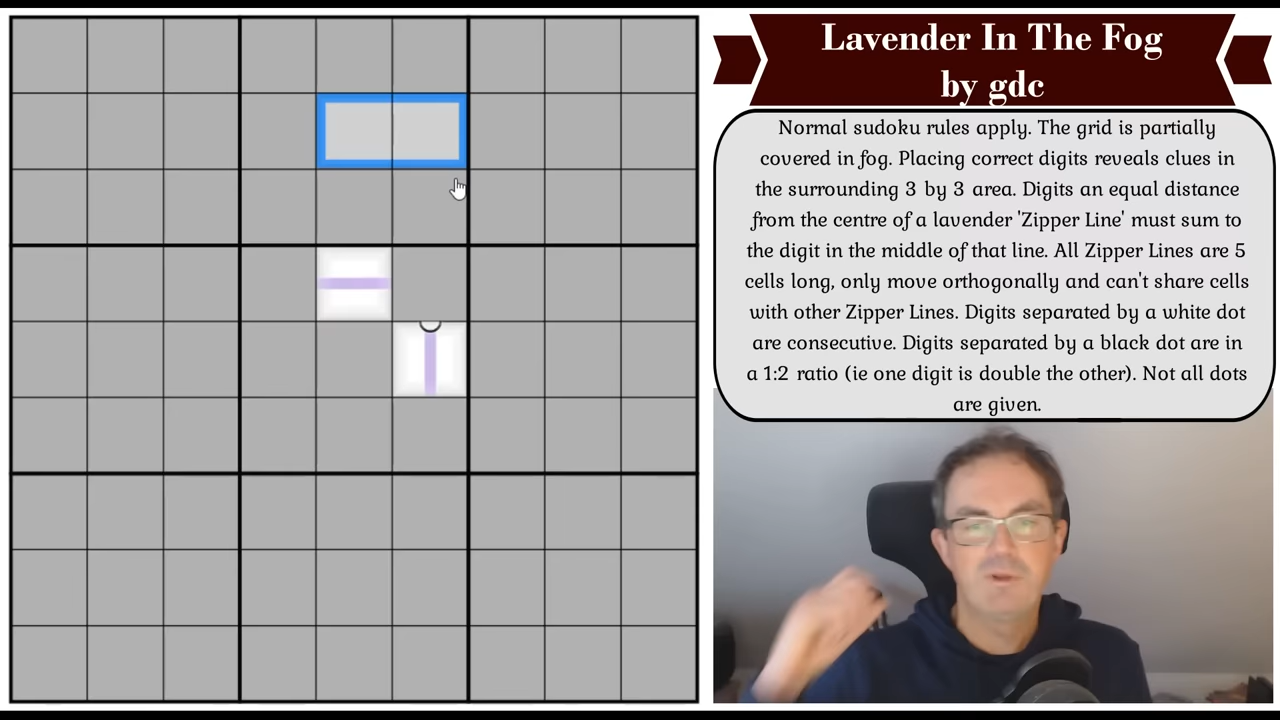 Lavender In The Fog
by gdc
Normal sudoku rules apply. The grid is partially
covered in fog. Placing correct digits reveals clues in
the surrounding 3 by 3 area. Digits an equal distance
from the centre of a lavender 'Zipper Line' must sum to
the digit in the middle of that line. All Zipper Lines are 5
cells long, only move orthogonally and can't share cells
with other Zipper Lines. Digits separated by a white dot
are consecutive. Digits separated by a black dot are in
a 1:2 ratio (ie one digit is double the other). Not all dots
are given.